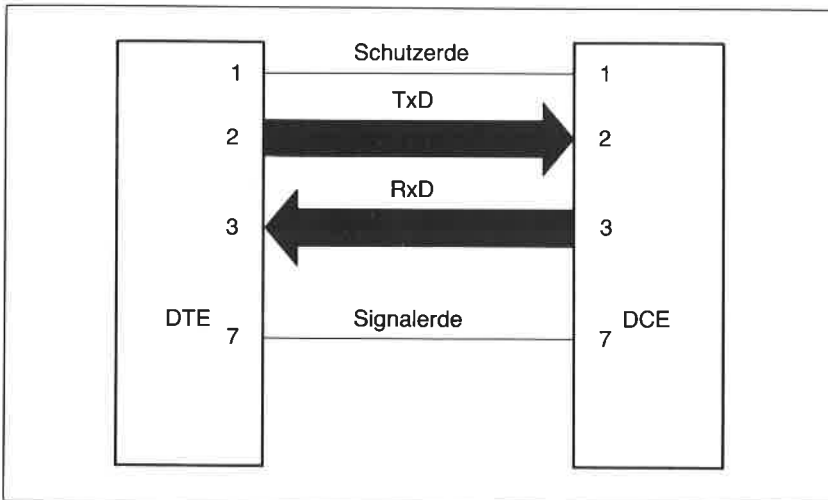 Schutzerde
1 1
TxD
2 2
RxD
3 3
DTE 7 Signalerde 7 DCE